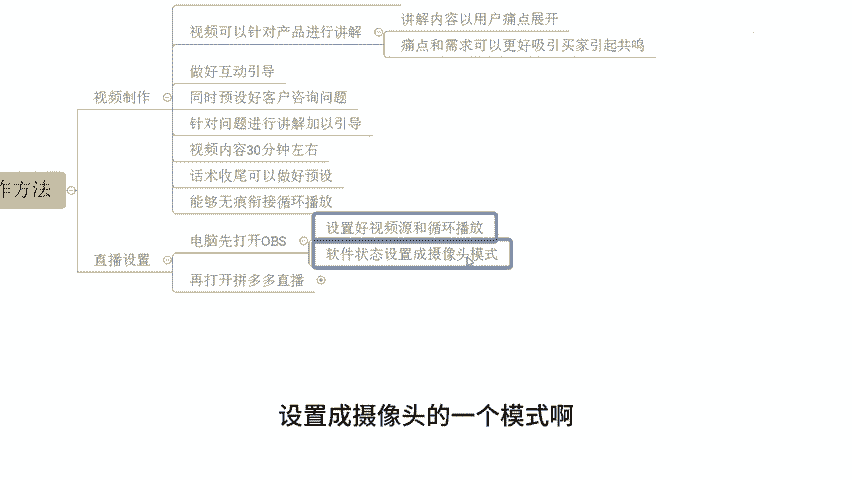 讲解内容以用户痛点展开
视频可以针对产品进行讲解
痛点和需求可以更好吸引买家引起共鸣
做好互动引导
视频制作
同时预设好客户咨询问题
针对问题进行讲解加以引导
视频内容30分钟左右
话术收尾可以做好预设
作方法
能够无痕衔接循环播放
设置好视频源和循环播放
电脑先打开OBS
软件状态设置成摄像头模式
直播设置
再打开拼多多直播
设置成摄像头的一个模式啊